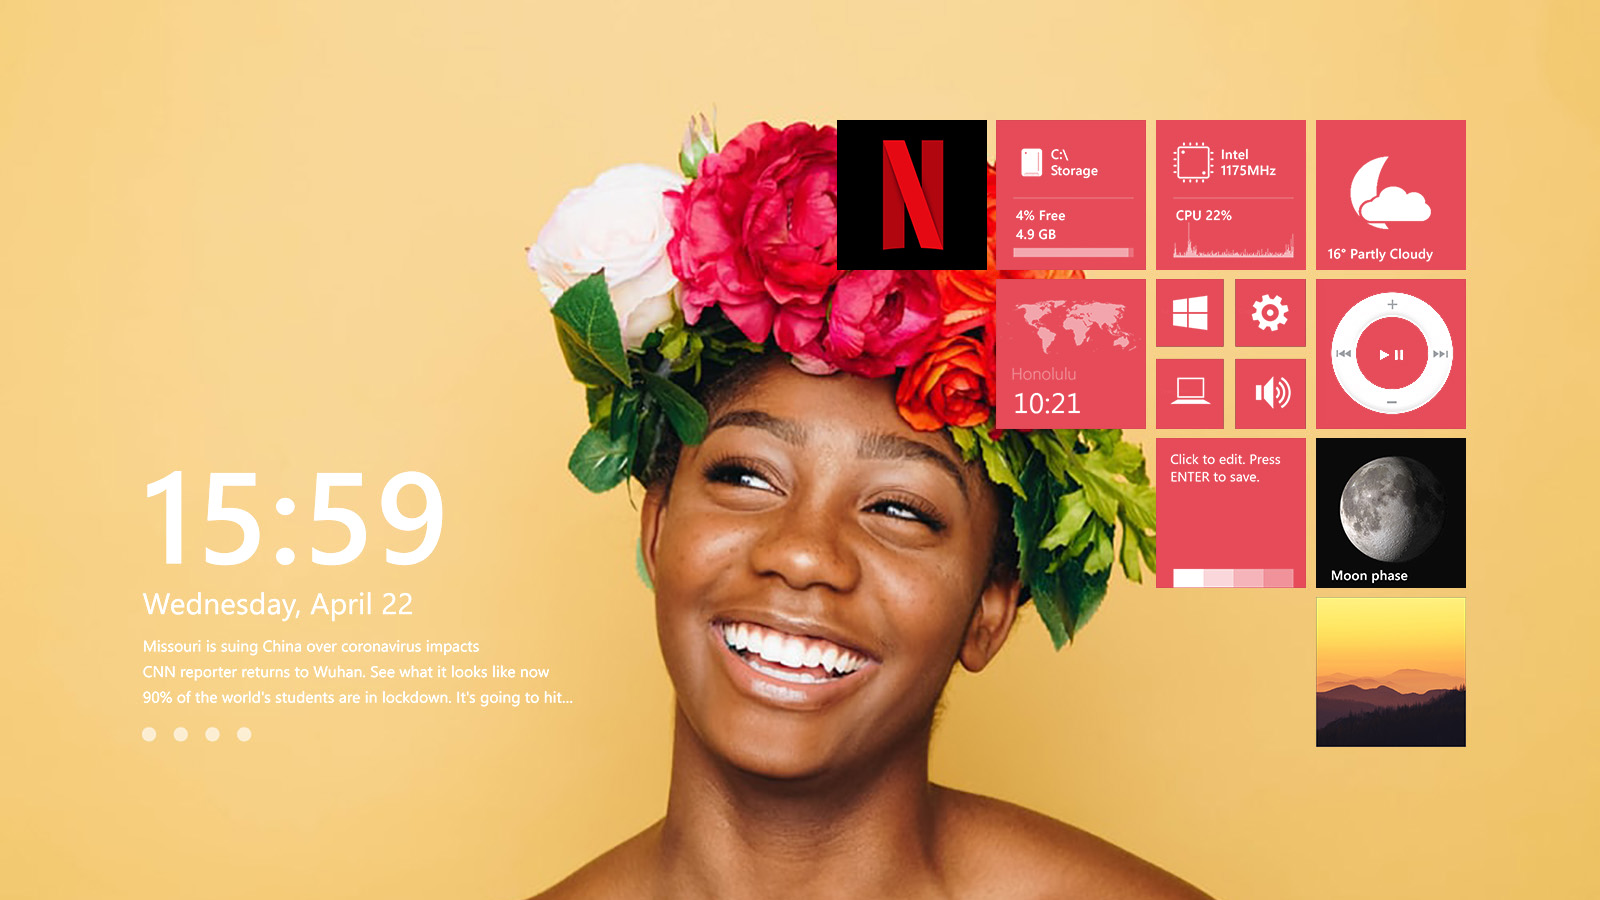 C:\
Storage
4% Free
4.9 GB
Intel
1175MHz
CPU 22%
16° Partly Cloudy
Honolulu
10:21
Click to edit. Press
ENTER to save.
Moon phase
15:59
Wednesday, April 22
Missouri is suing China over coronavirus impacts
CNN reporter returns to Wuhan. See what it looks like now
90% of the world's students are in lockdown. It's going to hit...